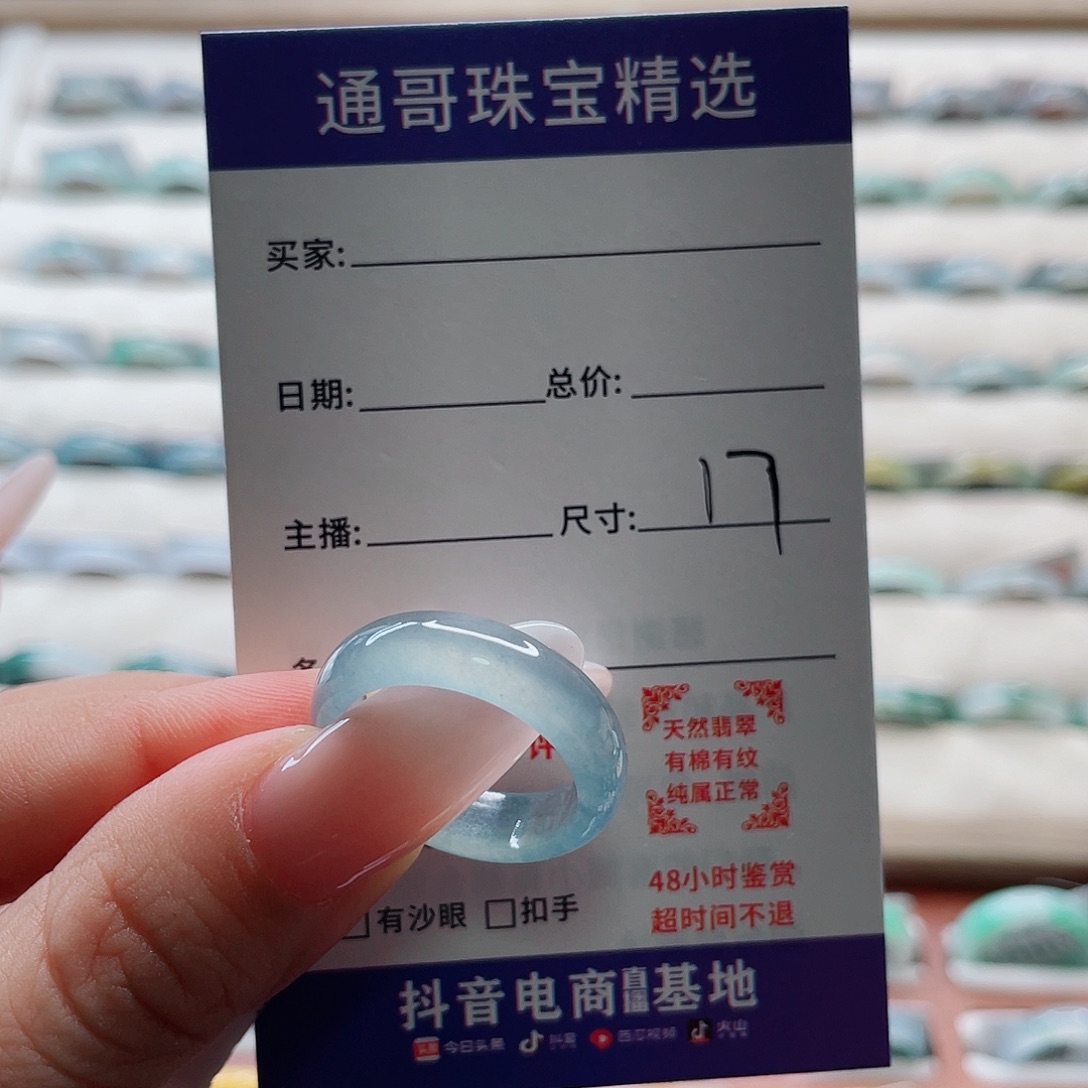 通哥珠宝精选
买家:
日期: 总价:
主播: 尺寸: 17
天然翡翠
有棉有纹
纯属正常
48小时鉴赏
超时间不退
有沙眼 扣手
抖音电商直播基地
今日头条 抖音 西瓜视频 火山